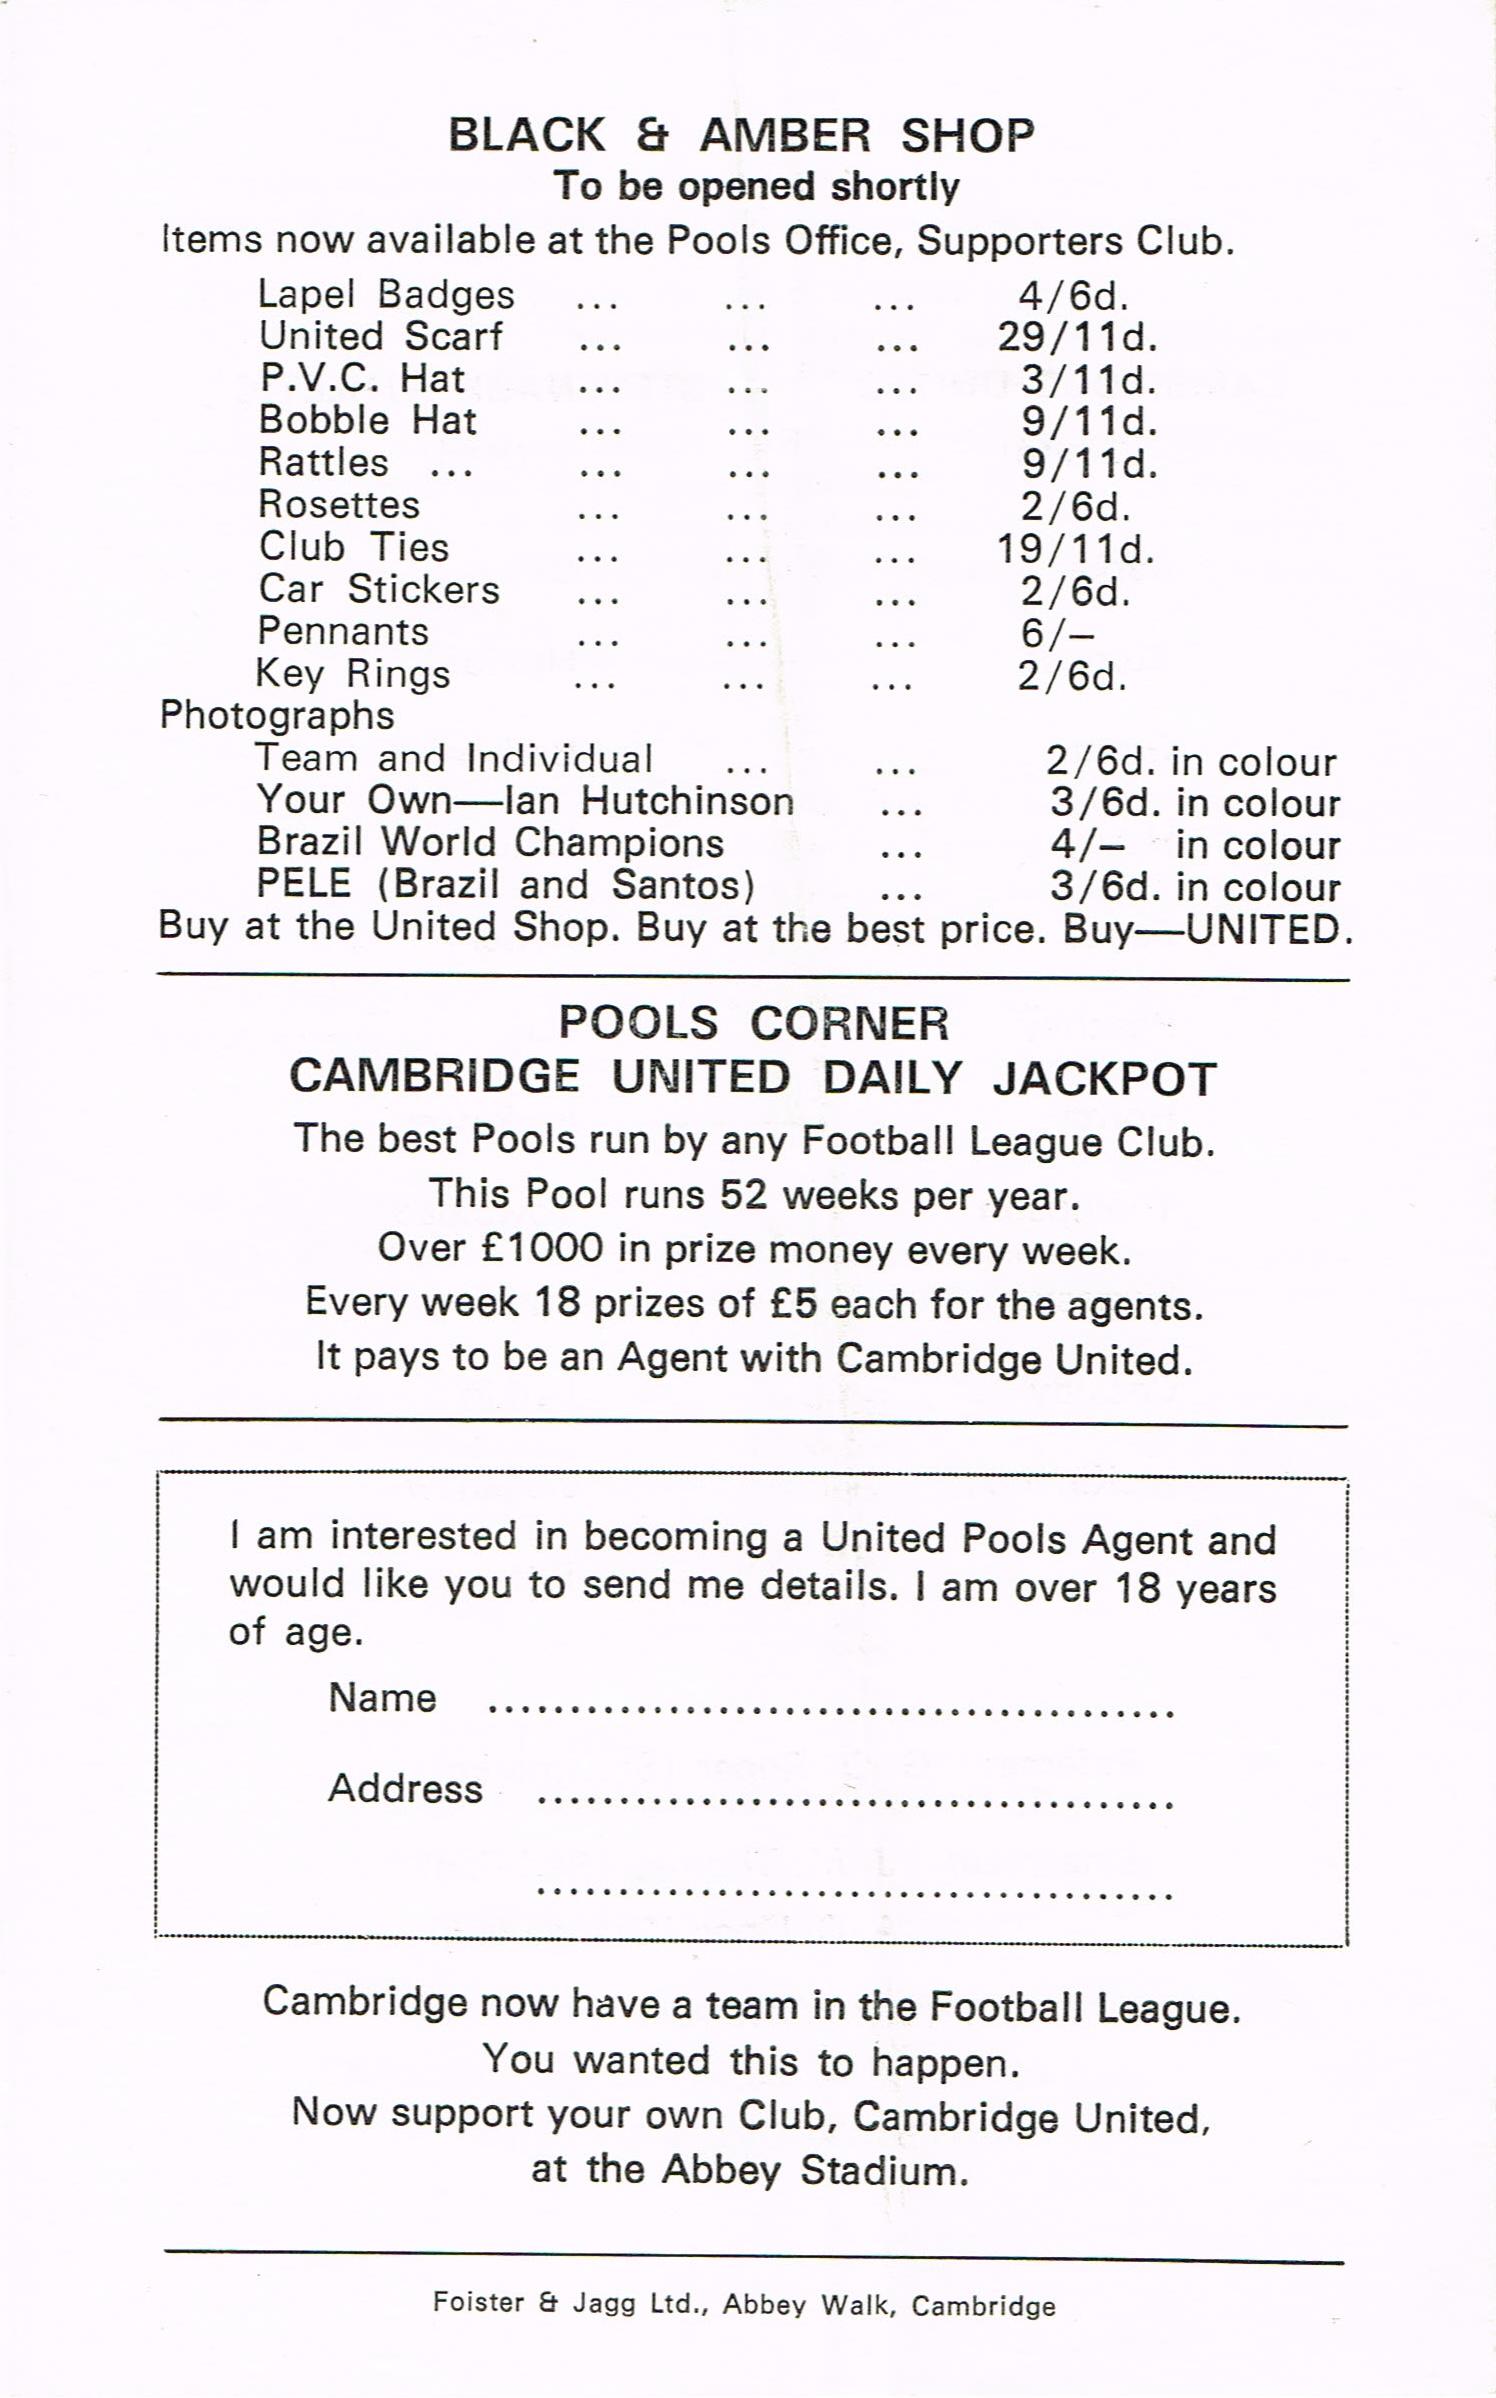 BLACK & AMBER SHOP
To be opened shortly
Items now available at the Pools Office, Supporters Club.
Lapel Badges ... ... ... 4/6d.
United Scarf ... ... ... 29/11d.
P.V.C. Hat ... ... ... 3/11d.
Bobble Hat ... ... ... 9/11d.
Rattles ... ... ... ... 9/11d.
Rosettes ... ... ... 2/6d.
Club Ties ... ... ... 19/11d.
Car Stickers ... ... ... 2/6d.
Pennants ... ... ... 6/–
Key Rings ... ... ... 2/6d.
Photographs
Team and Individual ... ... 2/6d. in colour
Your Own—Ian Hutchinson ... 3/6d. in colour
Brazil World Champions ... 4/– in colour
PELE (Brazil and Santos) ... 3/6d. in colour
Buy at the United Shop. Buy at the best price. Buy—UNITED.
POOLS CORNER
CAMBRIDGE UNITED DAILY JACKPOT
The best Pools run by any Football League Club.
This Pool runs 52 weeks per year.
Over £1000 in prize money every week.
Every week 18 prizes of £5 each for the agents.
It pays to be an Agent with Cambridge United.
I am interested in becoming a United Pools Agent and
would like you to send me details. I am over 18 years
of age.
Name ..........................................
Address .......................................
.......................................
Cambridge now have a team in the Football League.
You wanted this to happen.
Now support your own Club, Cambridge United,
at the Abbey Stadium.
Foister & Jagg Ltd., Abbey Walk, Cambridge